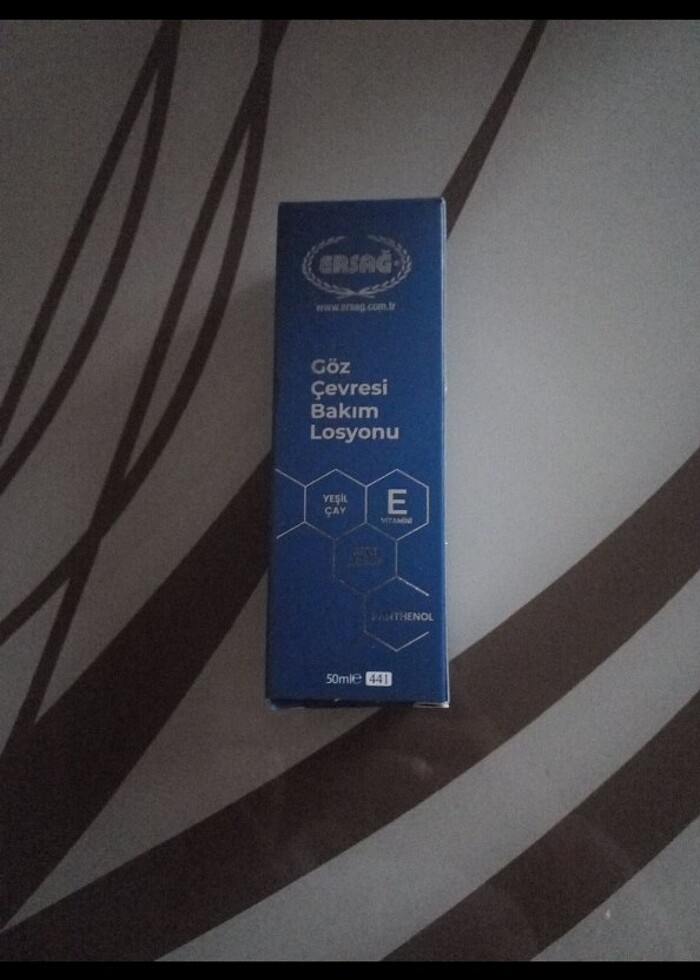 ERSAĞ
www.ersag.com.tr
Göz
Çevresi
Bakım
Losyonu
YEŞİL
ÇAY
E
VİTAMİNİ
PANTHENOL
50ml℮ 441